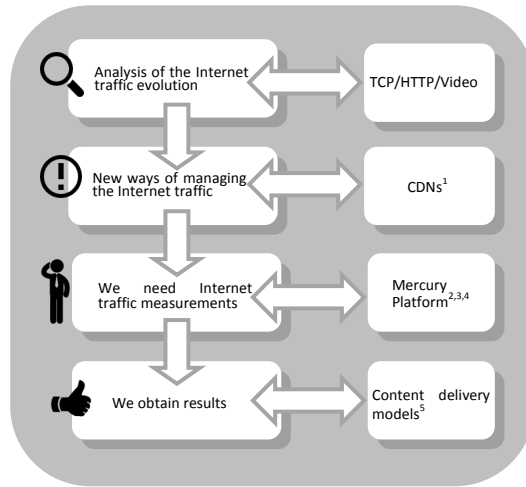 Analysis of the Internet
traffic evolution
TCP/HTTP/Video
New ways of managing
the Internet traffic
CDNs¹
We need Internet
traffic measurements
Mercury
Platform²,³,⁴
We obtain results
Content delivery
models⁵